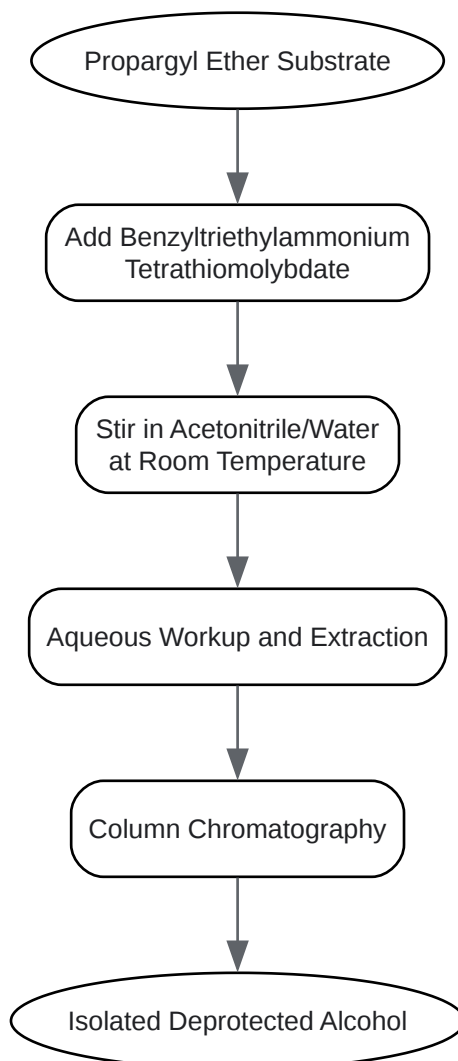 Propargyl Ether Substrate
Add Benzyltriethylammonium
Tetrathiomolybdate
Stir in Acetonitrile/Water
at Room Temperature
Aqueous Workup and Extraction
Column Chromatography
Isolated Deprotected Alcohol